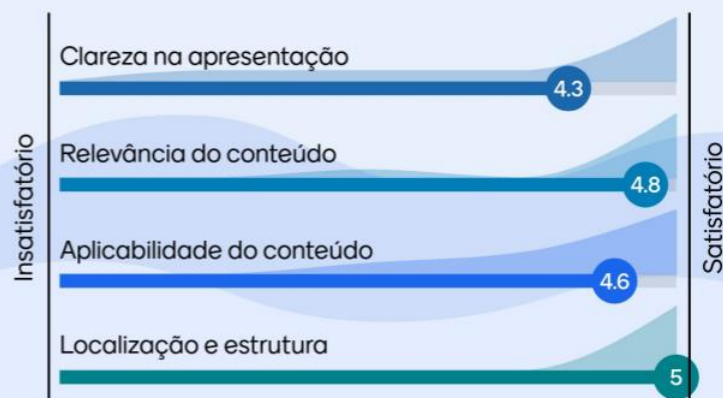 Insatisfatório
Clareza na apresentação
4.3
Relevância do conteúdo
4.8
Aplicabilidade do conteúdo
4.6
Localização e estrutura
5
Satisfatório